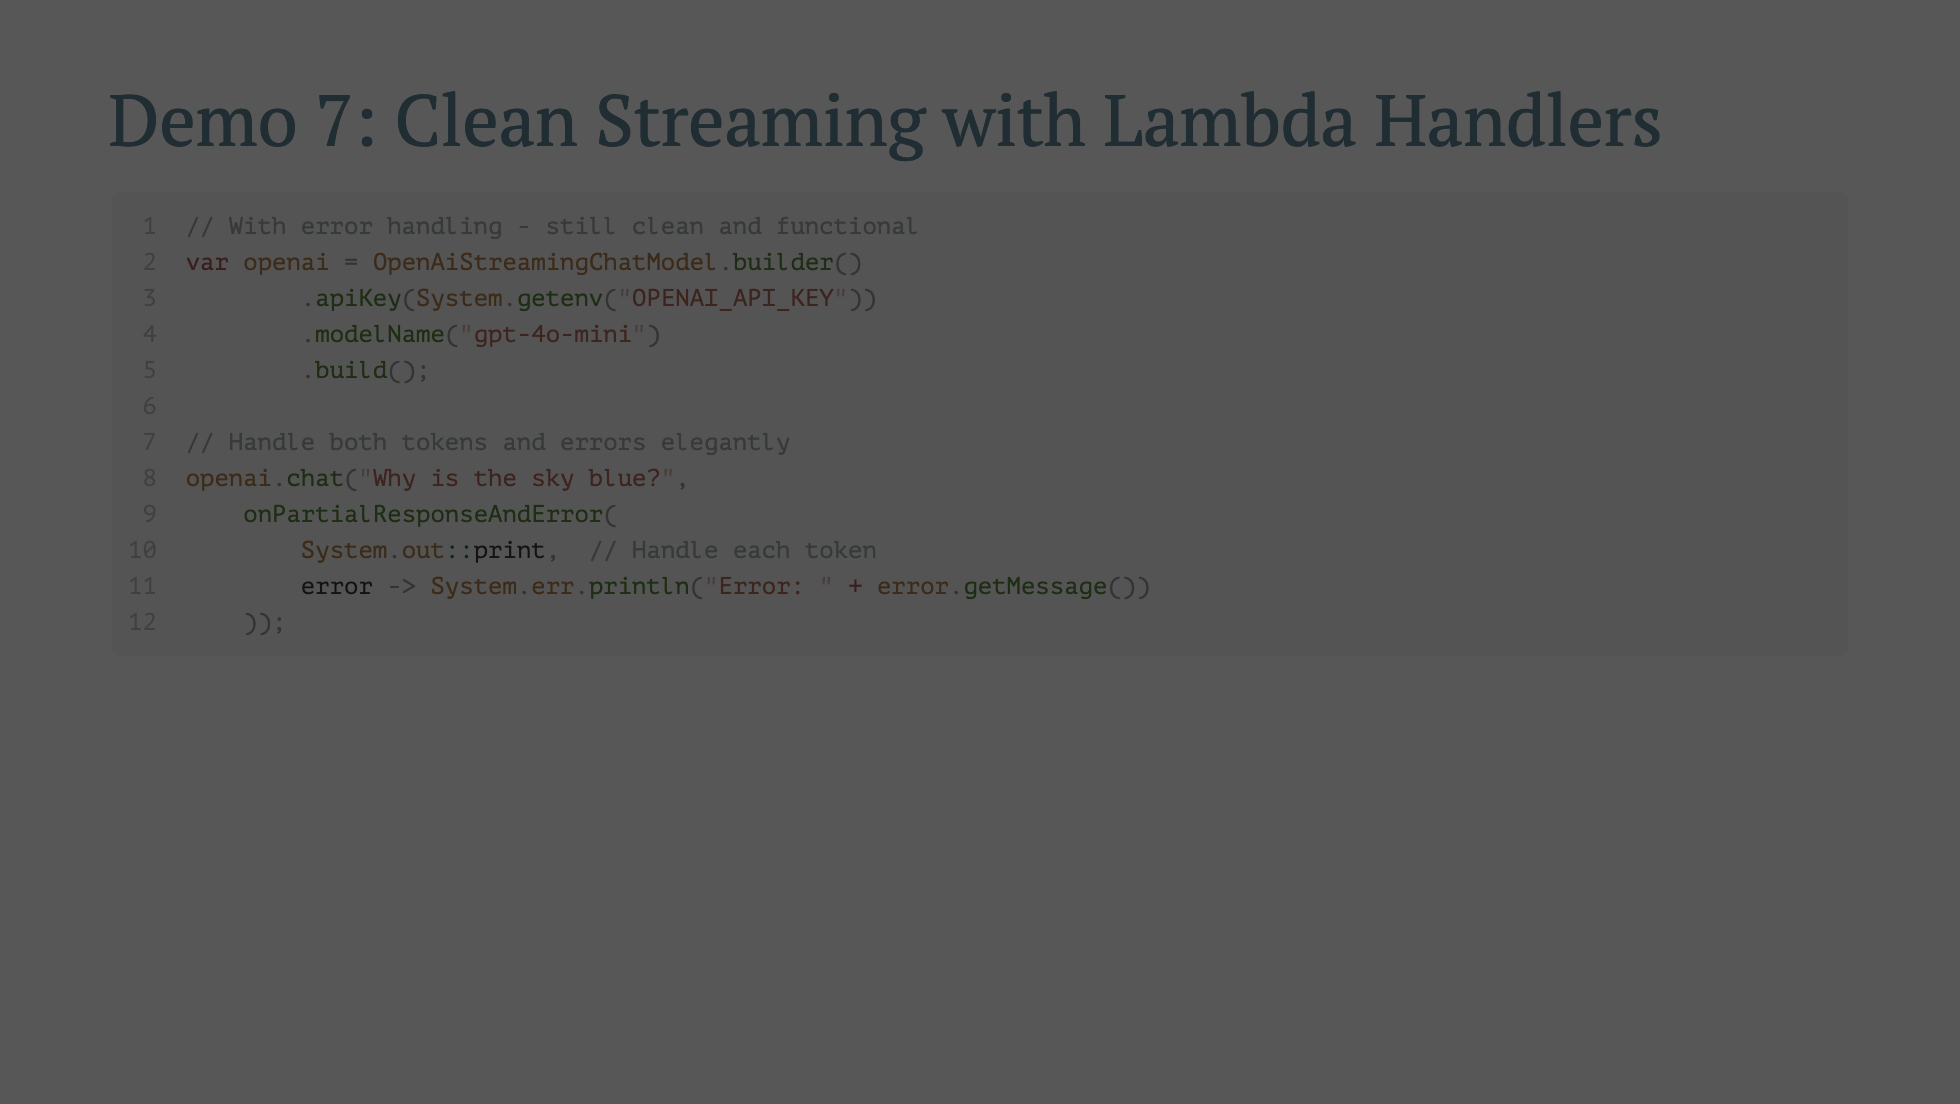 Demo 7: Clean Streaming with Lambda Handlers
1 // With error handling - still clean and functional
2 var openai = OpenAiStreamingChatModel.builder()
3         .apiKey(System.getenv("OPENAI_API_KEY"))
4         .modelName("gpt-4o-mini")
5         .build();
6
7 // Handle both tokens and errors elegantly
8 openai.chat("Why is the sky blue?",
9     onPartialResponseAndError(
10         System.out::print,  // Handle each token
11         error -> System.err.println("Error: " + error.getMessage())
12     ));